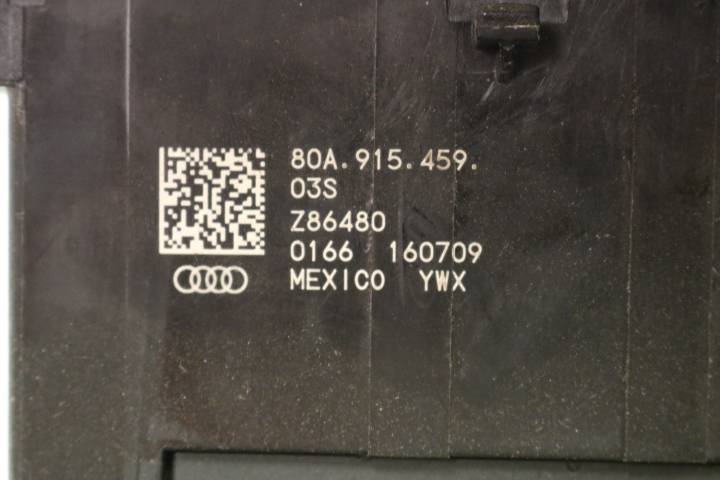 80A.915.459.
03S
Z86480
0166 160709
MEXICO YWX